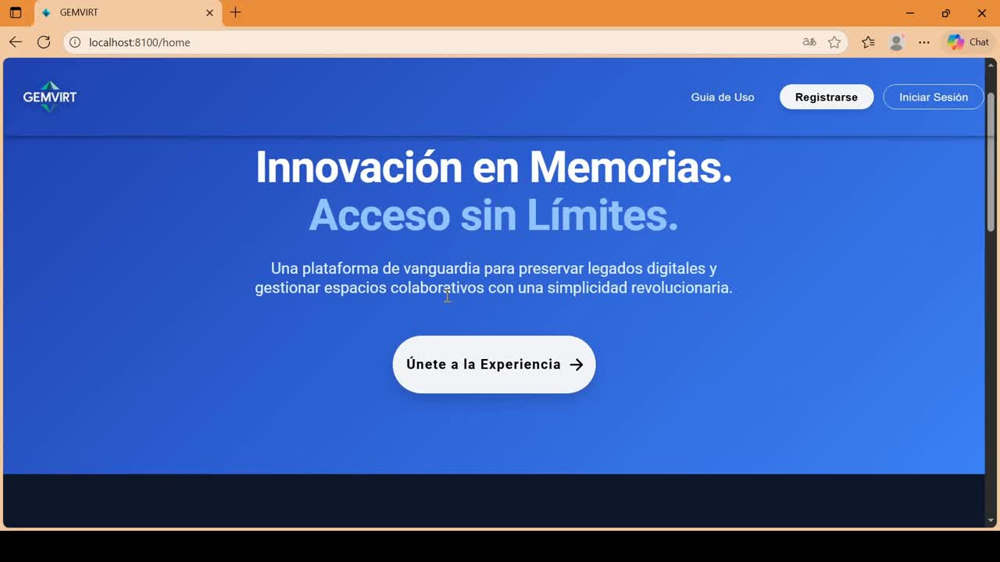 GEMVIRT
localhost:8100/home
Chat
GEMVIRT
Guia de Uso
Registrarse
Iniciar Sesión
Innovación en Memorias.
Acceso sin Límites.
Una plataforma de vanguardia para preservar legados digitales y
gestionar espacios colaborativos con una simplicidad revolucionaria.
Únete a la Experiencia